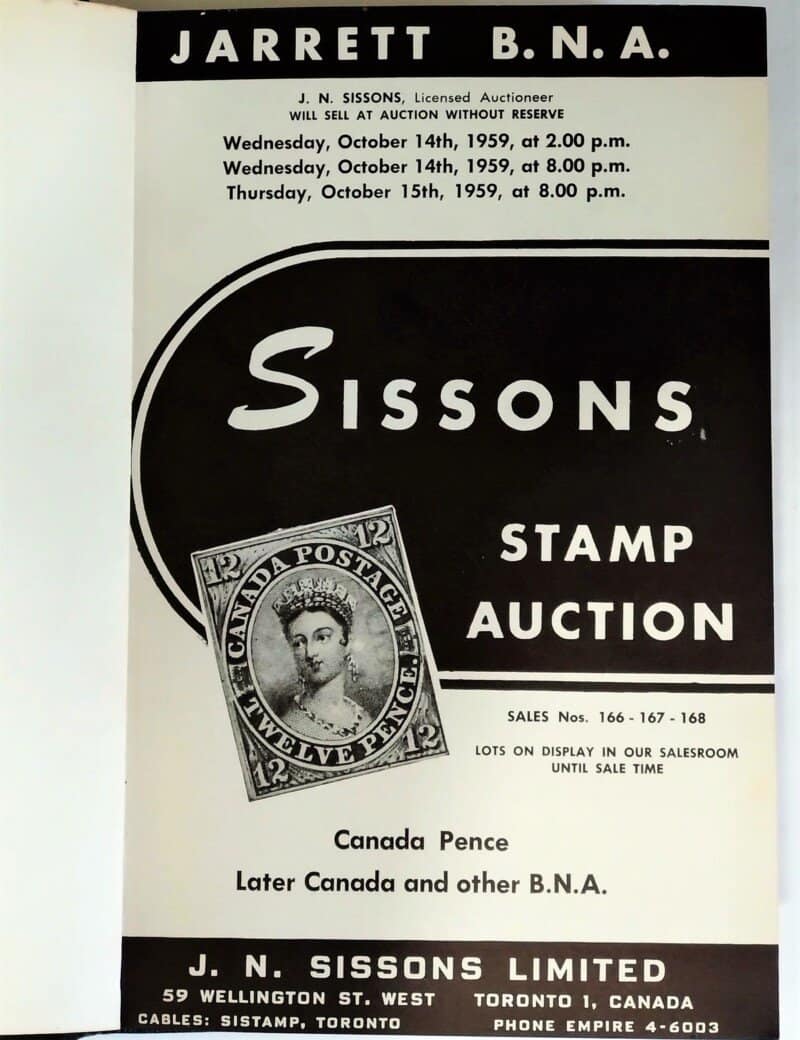 JARRETT B.N.A.
J. N. SISSONS, Licensed Auctioneer
WILL SELL AT AUCTION WITHOUT RESERVE
Wednesday, October 14th, 1959, at 2.00 p.m.
Wednesday, October 14th, 1959, at 8.00 p.m.
Thursday, October 15th, 1959, at 8.00 p.m.
SISSONS
STAMP
AUCTION
12 12
CANADA POSTAGE
TWELVE PENCE.
12 12
SALES Nos. 166 - 167 - 168
LOTS ON DISPLAY IN OUR SALESROOM
UNTIL SALE TIME
Canada Pence
Later Canada and other B.N.A.
J. N. SISSONS LIMITED
59 WELLINGTON ST. WEST TORONTO 1, CANADA
CABLES: SISTAMP, TORONTO PHONE EMPIRE 4-6003